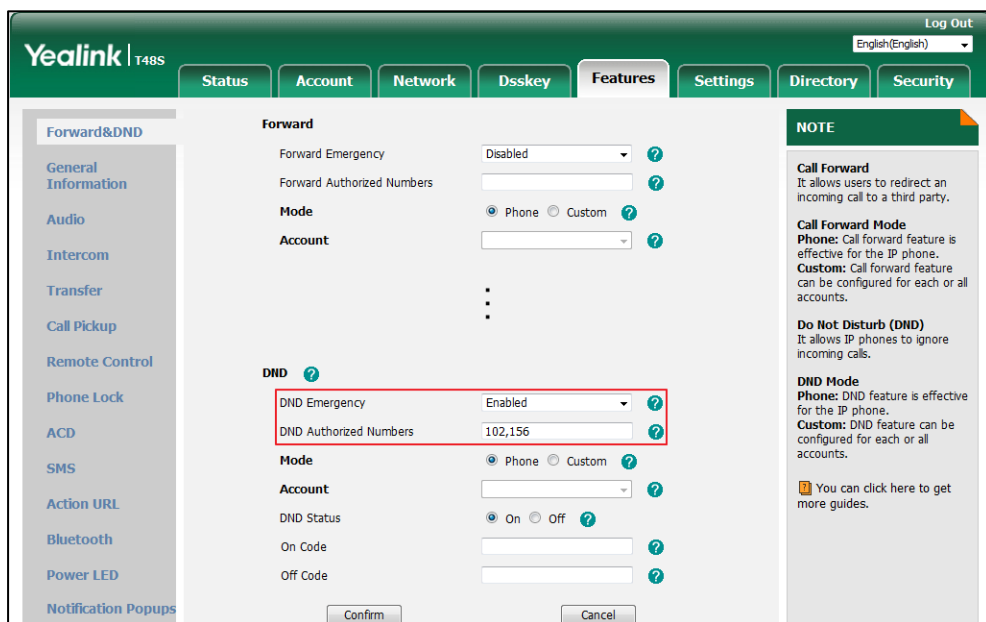 Log Out
Yealink T48S
English(English)
Status Account Network Dsskey Features Settings Directory Security
Forward&DND
General
Information
Audio
Intercom
Transfer
Call Pickup
Remote Control
Phone Lock
ACD
SMS
Action URL
Bluetooth
Power LED
Notification Popups
Forward
Forward Emergency Disabled ?
Forward Authorized Numbers ?
Mode Phone Custom ?
Account ?
DND ?
DND Emergency Enabled ?
DND Authorized Numbers 102,156 ?
Mode Phone Custom ?
Account ?
DND Status On Off ?
On Code ?
Off Code ?
Confirm Cancel
NOTE
Call Forward
It allows users to redirect an
incoming call to a third party.
Call Forward Mode
Phone: Call forward feature is
effective for the IP phone.
Custom: Call forward feature
can be configured for each or all
accounts.
Do Not Disturb (DND)
It allows IP phones to ignore
incoming calls.
DND Mode
Phone: DND feature is effective
for the IP phone.
Custom: DND feature can be
configured for each or all
accounts.
? You can click here to get
more guides.